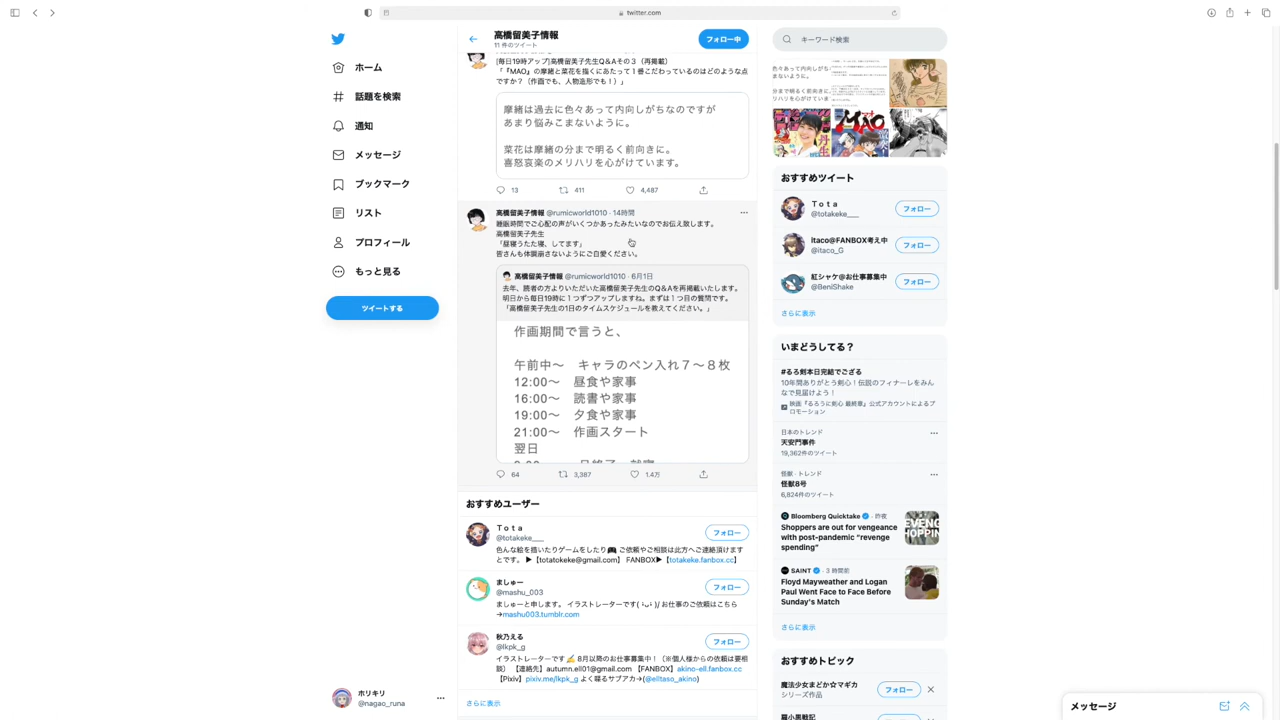 twitter.com
ホーム
話題を検索
通知
メッセージ
ブックマーク
リスト
プロフィール
もっと見る
ツイートする
ホリキリ
@nagao_runa
高橋留美子情報
11 件のツイート
フォロー中
[毎日19時アップ]高橋留美子先生Q&Aその３（再掲載）
「『MAO』の摩緒と菜花を描くにあたって１番こだわっているのはどのような点
ですか？（作画でも、人物造形でも！）」
摩緒は過去に色々あって内向しがちなのですが
あまり悩みこまないように。
菜花は摩緒の分まで明るく前向きに。
喜怒哀楽のメリハリを心がけています。
13 411 4,487
高橋留美子情報 @rumicworld1010 · 14時間
睡眠時間でご心配の声がいくつかあったみたいなのでお伝え致します。
高橋留美子先生
「昼寝うたた寝、してます」
皆さんも体調崩さないようにご自愛ください。
高橋留美子情報 @rumicworld1010 · 6月1日
去年、読者の方よりいただいた高橋留美子先生のQ&Aを再掲載いたします。
明日から毎日19時に１つずつアップしますね。まずは１つ目の質問です。
「高橋留美子先生の1日のタイムスケジュールを教えてください。」
作画期間で言うと、
午前中〜 キャラのペン入れ７〜８枚
12:00〜 昼食や家事
16:00〜 読書や家事
19:00〜 夕食や家事
21:00〜 作画スタート
翌日
64 3,387 1.4万
おすすめユーザー
Ｔｏｔａ
@totakeke___
フォロー
色んな絵を描いたりゲームをしたり🎮 ご依頼やご相談は此方へご連絡頂けます
とです。 ▶【totatokeke@gmail.com】 FANBOX▶【totakeke.fanbox.cc】
ましゅー
@mashu_003
フォロー
ましゅーと申します。 イラストレーターです( ･ᴗ･ )/ お仕事のご依頼はこちら
→mashu003.tumblr.com
秋乃える
@lkpk_g
フォロー
イラストレーターです✍ 8月以降のお仕事募集中！（※個人様からの依頼は要相
談） 【連絡先】autumn.ell01@gmail.com 【FANBOX】akino-ell.fanbox.cc
【Pixiv】pixiv.me/lkpk_g よく喋るサブアカ→(@elltaso_akino)
さらに表示
キーワード検索
MAO
おすすめツイート
Ｔｏｔａ
@totakeke___
フォロー
itaco@FANBOX考え中
@itaco_G
フォロー
紅シャケ@お仕事募集中
@BeniShake
フォロー
さらに表示
いまどうしてる？
#るろ剣本日完結でござる
10年間ありがとう剣心！伝説のフィナーレをみん
なで見届けよう！
映画『るろうに剣心 最終章』公式アカウントによるプ
ロモーション
日本のトレンド
天安門事件
19,362件のツイート
怪獣 · トレンド
怪獣8号
6,824件のツイート
Bloomberg Quicktake · 昨夜
Shoppers are out for vengeance
with post-pandemic “revenge
spending”
SAINT · 3 時間前
Floyd Mayweather and Logan
Paul Went Face to Face Before
Sunday's Match
さらに表示
おすすめトピック
魔法少女まどか☆マギカ
シリーズ作品
フォロー
羅小黒戦記
メッセージ